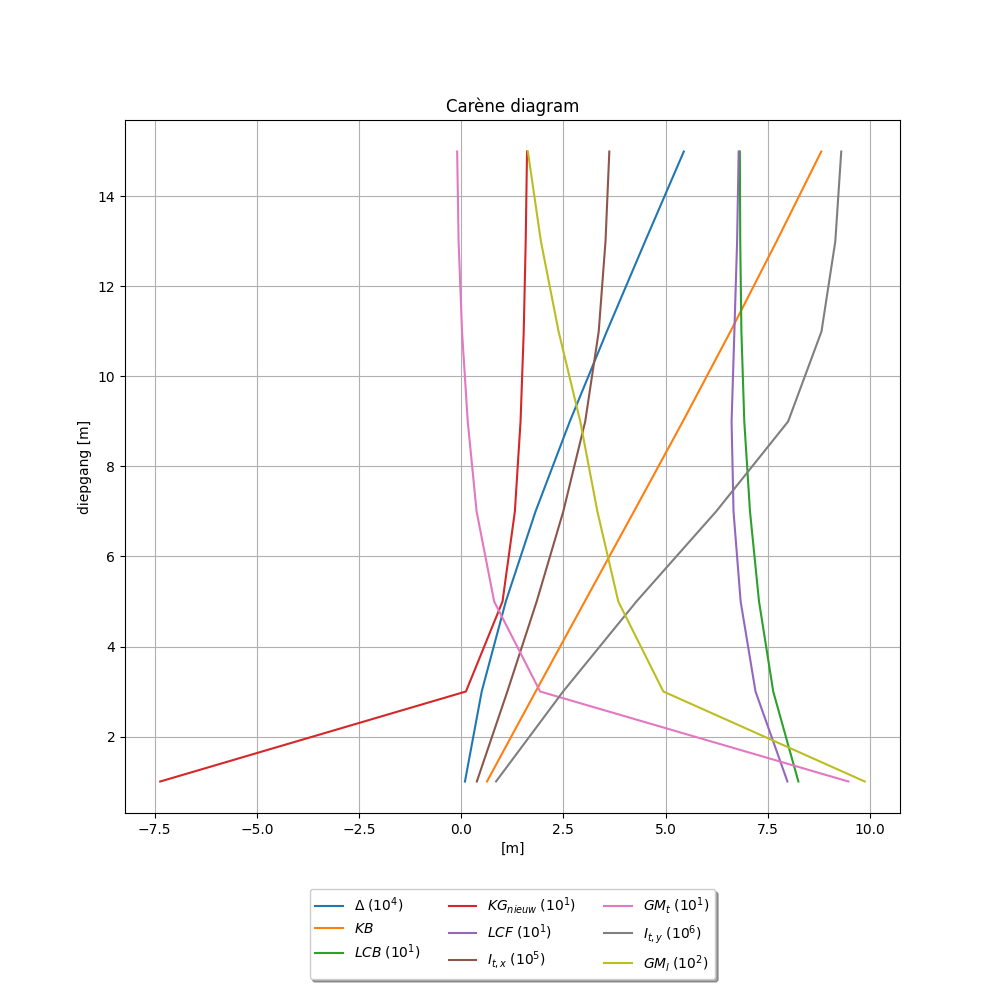 Carène diagram
diepgang [m]
14
12
10
8
6
4
2
−7.5 −5.0 −2.5 0.0 2.5 5.0 7.5 10.0
[m]
Δ (10⁴)
KB
LCB (10¹)
KG_nieuw (10¹)
LCF (10¹)
I_t,x (10⁵)
GM_t (10¹)
I_t,y (10⁶)
GM_l (10²)